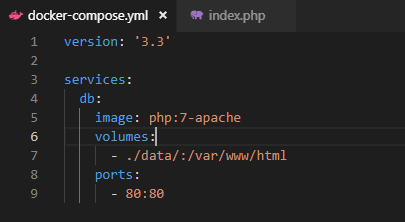 docker-compose.yml × index.php
1 version: '3.3'
2
3 services:
4   db:
5     image: php:7-apache
6     volumes:
7       - ./data/:/var/www/html
8     ports:
9       - 80:80